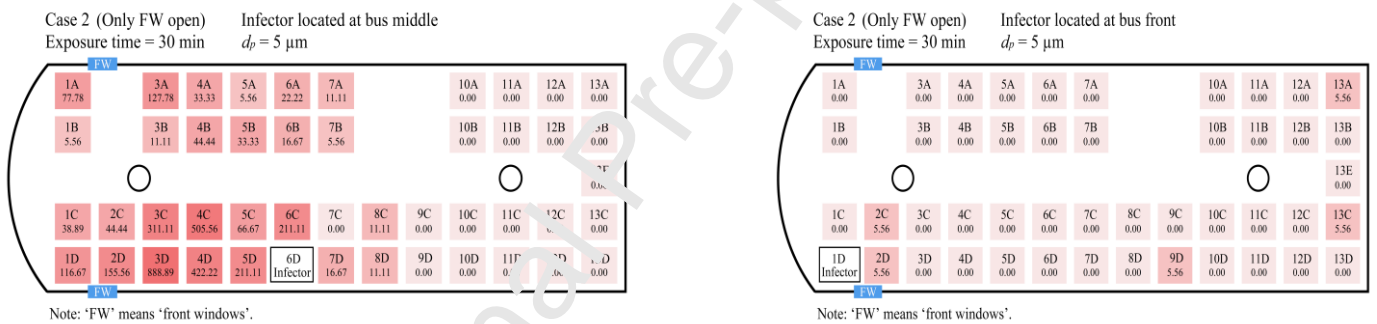 Case 2 (Only FW open) Infector located at bus middle
Exposure time = 30 min dp = 5 μm
FW
1A 3A 4A 5A 6A 7A 10A 11A 12A 13A
77.78 127.78 33.33 5.56 22.22 11.11 0.00 0.00 0.00 0.00
1B 3B 4B 5B 6B 7B 10B 11B 12B
5.56 11.11 44.44 33.33 16.67 5.56 0.00 0.00 0.00 0.00
1C 2C 3C 4C 5C 6C 7C 8C 9C 10C 11C 12C 13C
38.89 44.44 311.11 505.56 66.67 211.11 0.00 11.11 0.00 0.00 0.00 0.00
1D 2D 3D 4D 5D 6D 7D 8D 9D 10D
116.67 155.56 888.89 422.22 211.11 Infector 16.67 11.11 0.00 0.00 0.00
FW
Note: 'FW' means 'front windows'.
Case 2 (Only FW open) Infector located at bus front
Exposure time = 30 min dp = 5 μm
FW
1A 3A 4A 5A 6A 7A 10A 11A 12A 13A
0.00 0.00 0.00 0.00 0.00 0.00 0.00 0.00 0.00 5.56
1B 3B 4B 5B 6B 7B 10B 11B 12B 13B
0.00 0.00 0.00 0.00 0.00 0.00 0.00 0.00 0.00 0.00
13E
0.00
1C 2C 3C 4C 5C 6C 7C 8C 9C 10C 11C 12C 13C
0.00 5.56 0.00 0.00 0.00 0.00 0.00 0.00 0.00 0.00 0.00 0.00 5.56
1D 2D 3D 4D 5D 6D 7D 8D 9D 10D 11D 12D 13D
Infector 5.56 0.00 0.00 0.00 0.00 0.00 0.00 5.56 0.00 0.00 0.00 0.00
FW
Note: 'FW' means 'front windows'.